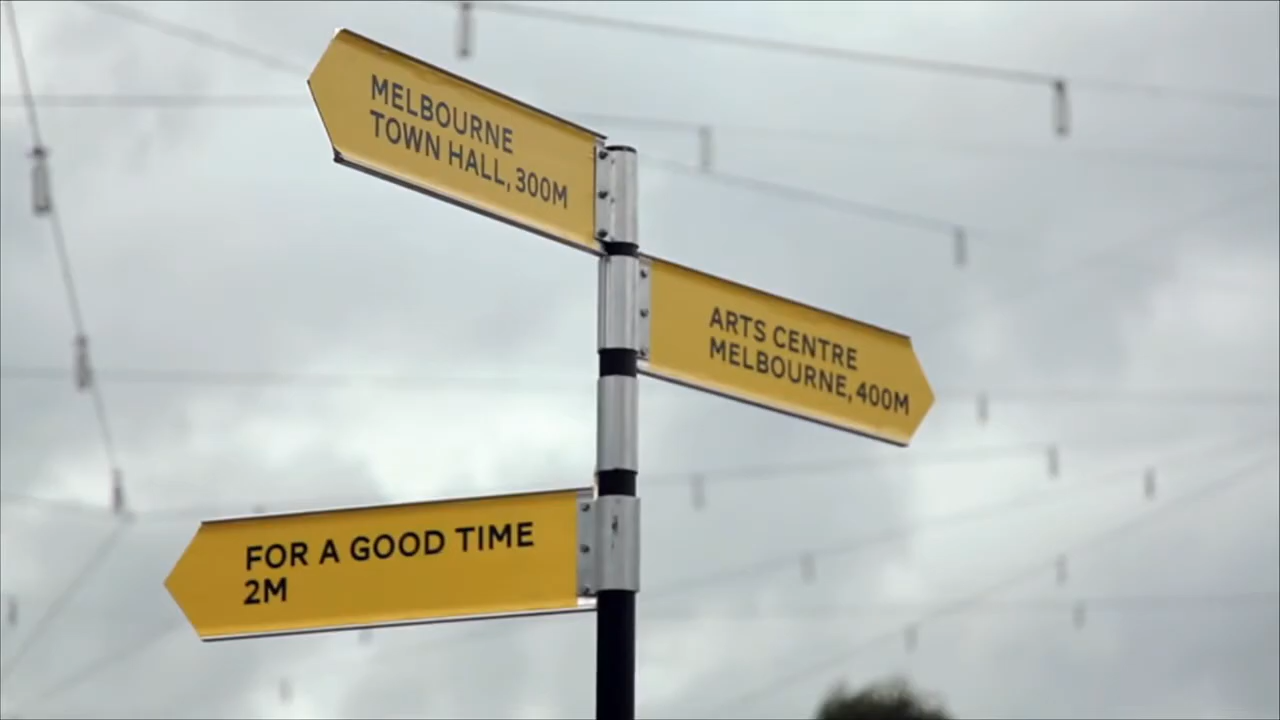 MELBOURNE
TOWN HALL, 300M
ARTS CENTRE
MELBOURNE, 400M
FOR A GOOD TIME
2M